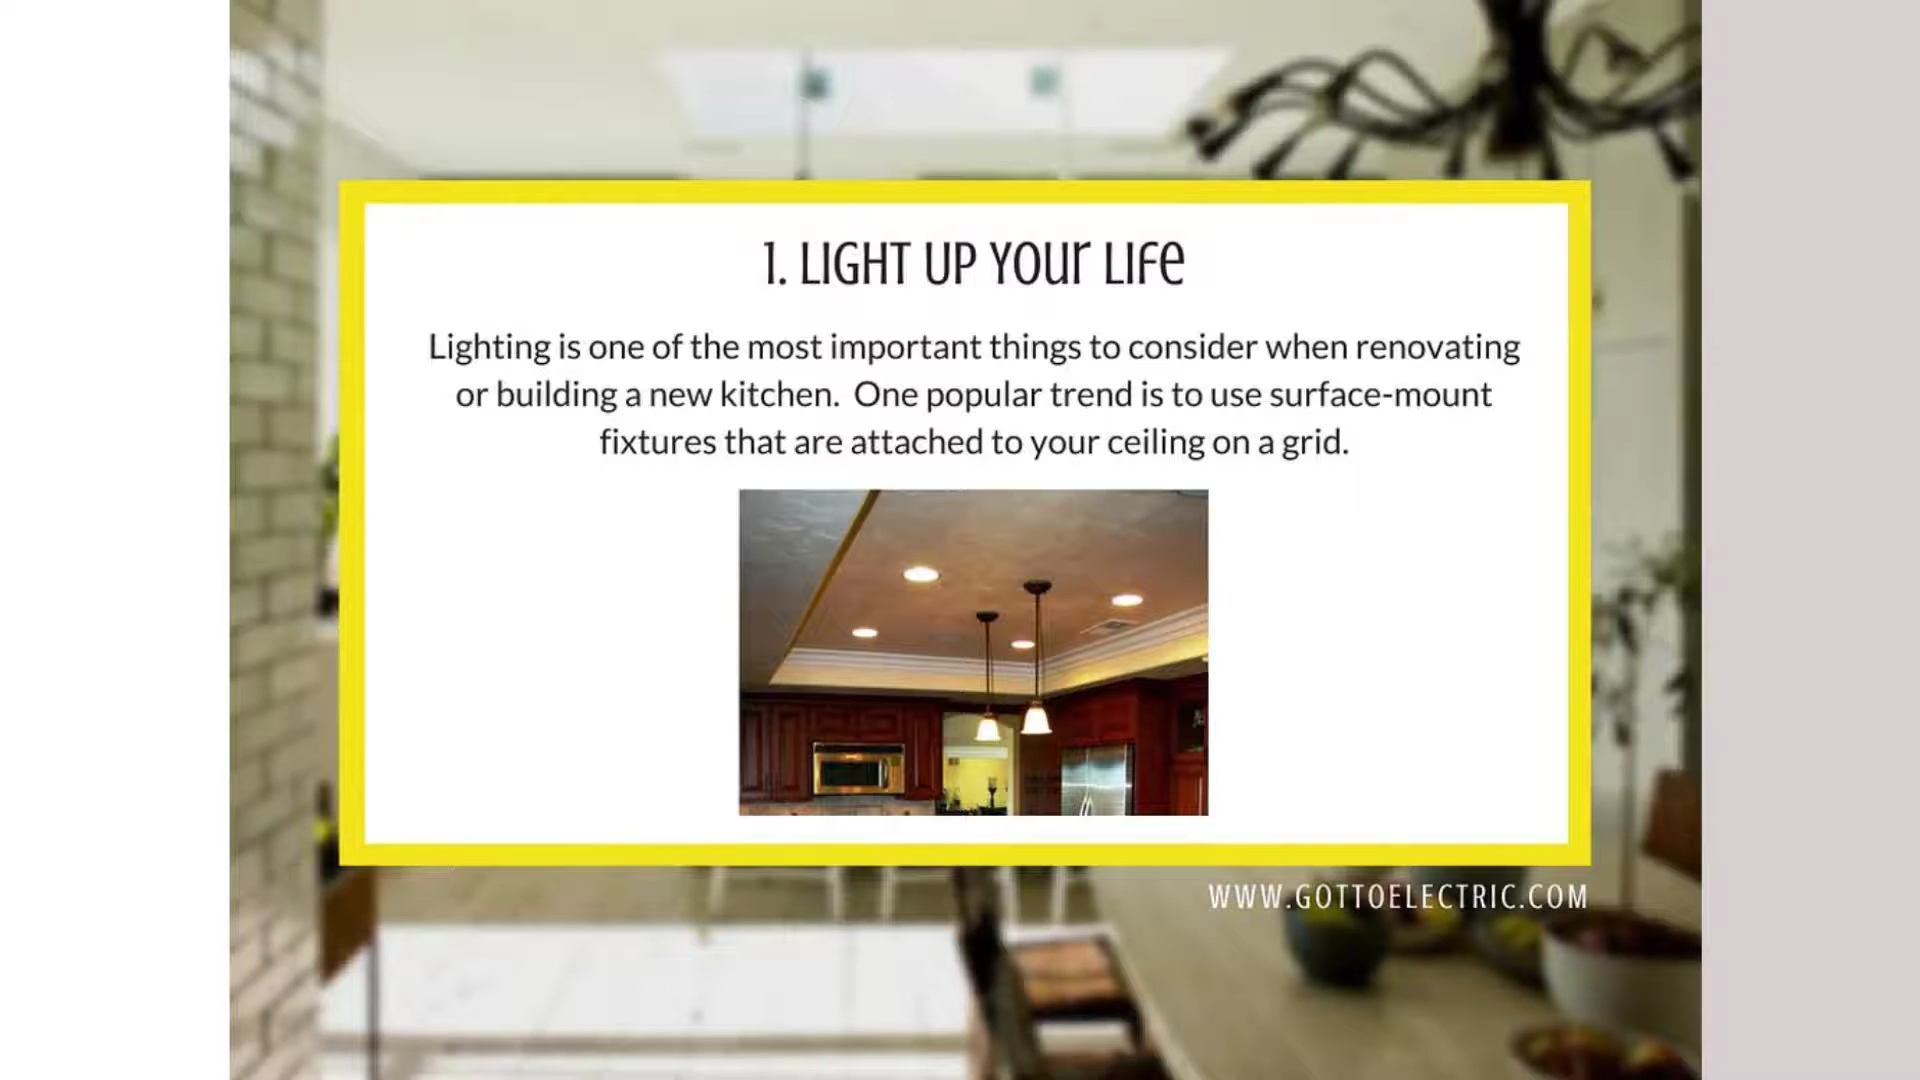 1. LIGHT UP YOUR LIFE
Lighting is one of the most important things to consider when renovating
or building a new kitchen.  One popular trend is to use surface-mount
fixtures that are attached to your ceiling on a grid.
WWW.GOTTOELECTRIC.COM